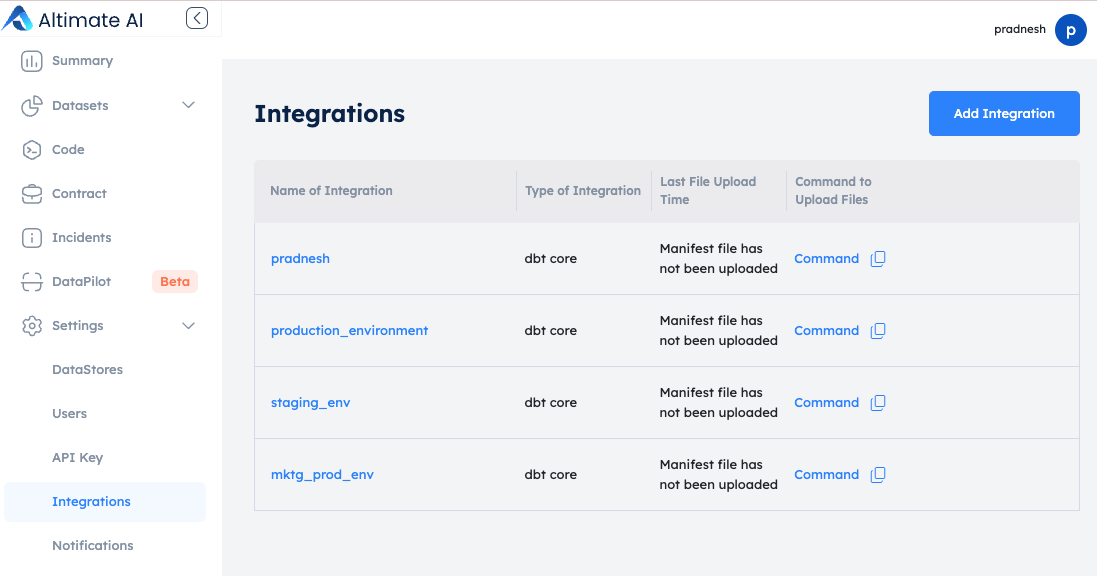 Altimate AI
pradnesh
p
Summary
Datasets
Code
Contract
Incidents
DataPilot Beta
Settings
DataStores
Users
API Key
Integrations
Notifications
Integrations
Add Integration
Name of Integration
Type of Integration
Last File Upload
Time
Command to
Upload Files
pradnesh
dbt core
Manifest file has
not been uploaded
Command
production_environment
dbt core
Manifest file has
not been uploaded
Command
staging_env
dbt core
Manifest file has
not been uploaded
Command
mktg_prod_env
dbt core
Manifest file has
not been uploaded
Command